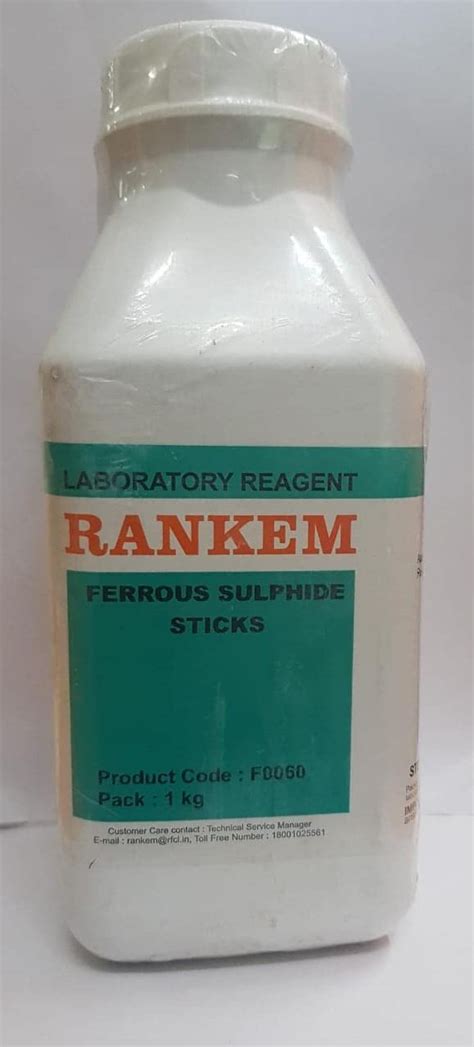 LABORATORY REAGENT
RANKEM
FERROUS SULPHIDE
STICKS
Product Code : F0060
Pack : 1 kg
Customer Care contact : Technical Service Manager
E-mail : rankem@rfcl.in, Toll Free Number : 18001025561